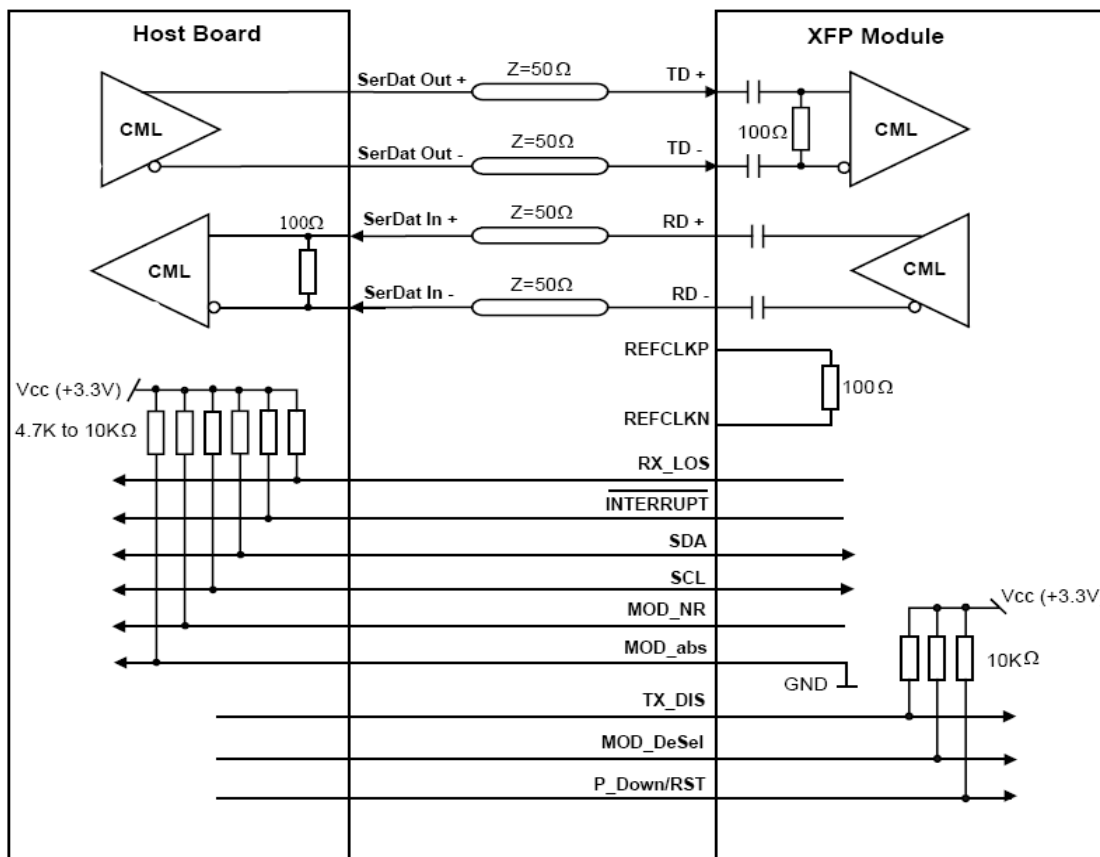 Host Board
XFP Module
SerDat Out +
Z=50Ω
TD +
CML
100Ω
CML
SerDat Out -
Z=50Ω
TD -
100Ω
SerDat In +
Z=50Ω
RD +
CML
CML
SerDat In -
Z=50Ω
RD -
REFCLKP
100Ω
REFCLKN
Vcc (+3.3V)
4.7K to 10KΩ
RX_LOS
INTERRUPT
SDA
SCL
MOD_NR
MOD_abs
GND
Vcc (+3.3V
10KΩ
TX_DIS
MOD_DeSel
P_Down/RST